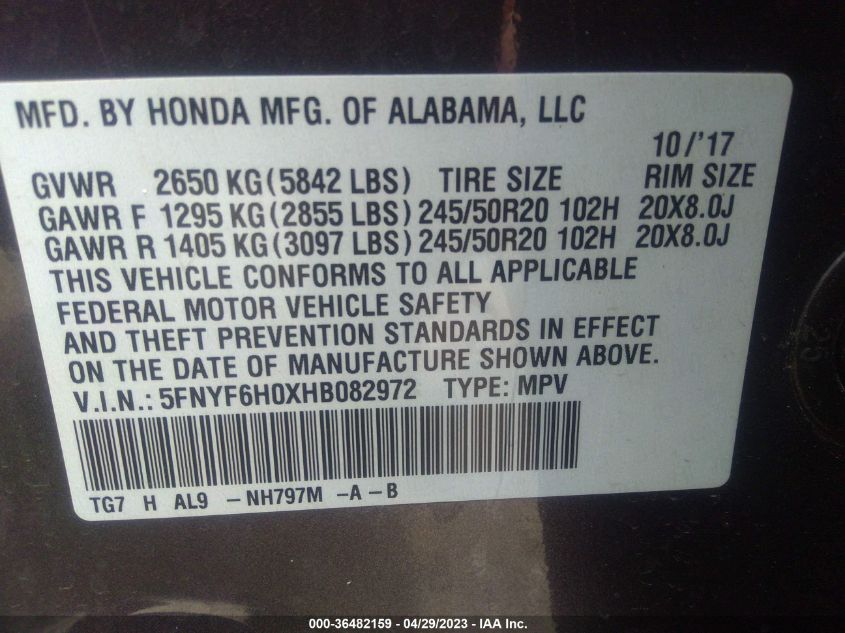 MFD. BY HONDA MFG. OF ALABAMA, LLC
10/'17
GVWR 2650 KG(5842 LBS) TIRE SIZE RIM SIZE
GAWR F 1295 KG(2855 LBS) 245/50R20 102H 20X8.0J
GAWR R 1405 KG(3097 LBS) 245/50R20 102H 20X8.0J
THIS VEHICLE CONFORMS TO ALL APPLICABLE
FEDERAL MOTOR VEHICLE SAFETY
AND THEFT PREVENTION STANDARDS IN EFFECT
ON THE DATE OF MANUFACTURE SHOWN ABOVE.
V.I.N.: 5FNYF6H0XHB082972 TYPE: MPV
TG7 H AL9 -NH797M -A -B
000-36482159 - 04/29/2023 - IAA Inc.